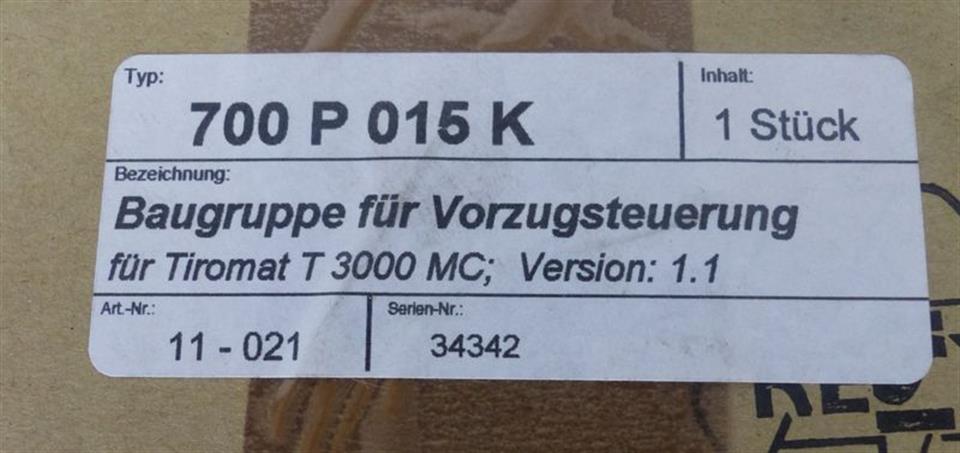 Typ:
700 P 015 K
Inhalt:
1 Stück
Bezeichnung:
Baugruppe für Vorzugsteuerung
für Tiromat T 3000 MC; Version: 1.1
Art.-Nr.:
11 - 021
Serien-Nr.:
34342